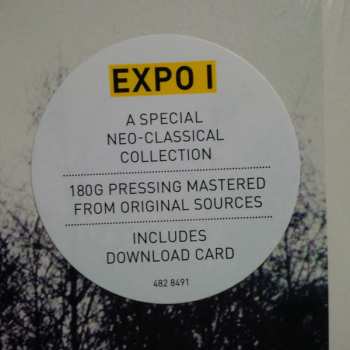 EXPO I
A SPECIAL
NEO-CLASSICAL
COLLECTION
180G PRESSING MASTERED
FROM ORIGINAL SOURCES
INCLUDES
DOWNLOAD CARD
482 8491